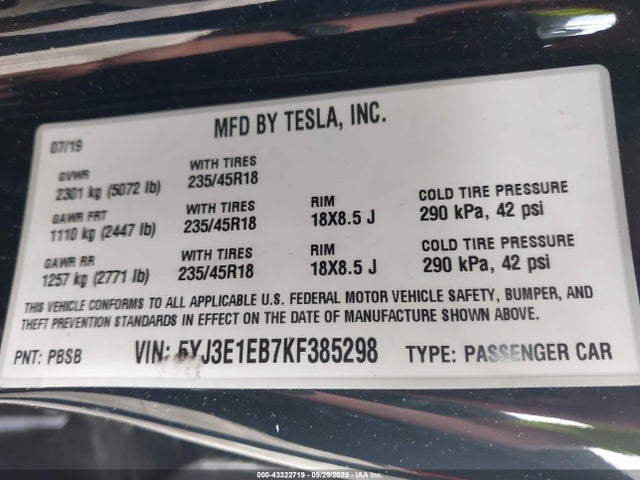 07/19
MFD BY TESLA, INC.
GVWR
2301 kg (5072 lb)
WITH TIRES
235/45R18
GAWR FRT
1110 kg (2447 lb)
WITH TIRES
235/45R18
RIM
18X8.5 J
COLD TIRE PRESSURE
290 kPa, 42 psi
GAWR RR
1257 kg (2771 lb)
WITH TIRES
235/45R18
RIM
18X8.5 J
COLD TIRE PRESSURE
290 kPa, 42 psi
THIS VEHICLE CONFORMS TO ALL APPLICABLE U.S. FEDERAL MOTOR VEHICLE SAFETY, BUMPER, AND
THEFT PREVENTION STANDARDS IN EFFECT ON THE DATE OF MANUFACTURE SHOWN ABOVE.
PNT: PBSB
VIN: 5YJ3E1EB7KF385298
TYPE: PASSENGER CAR
000-43322719 - 09/29/2025 - IAA, Inc.